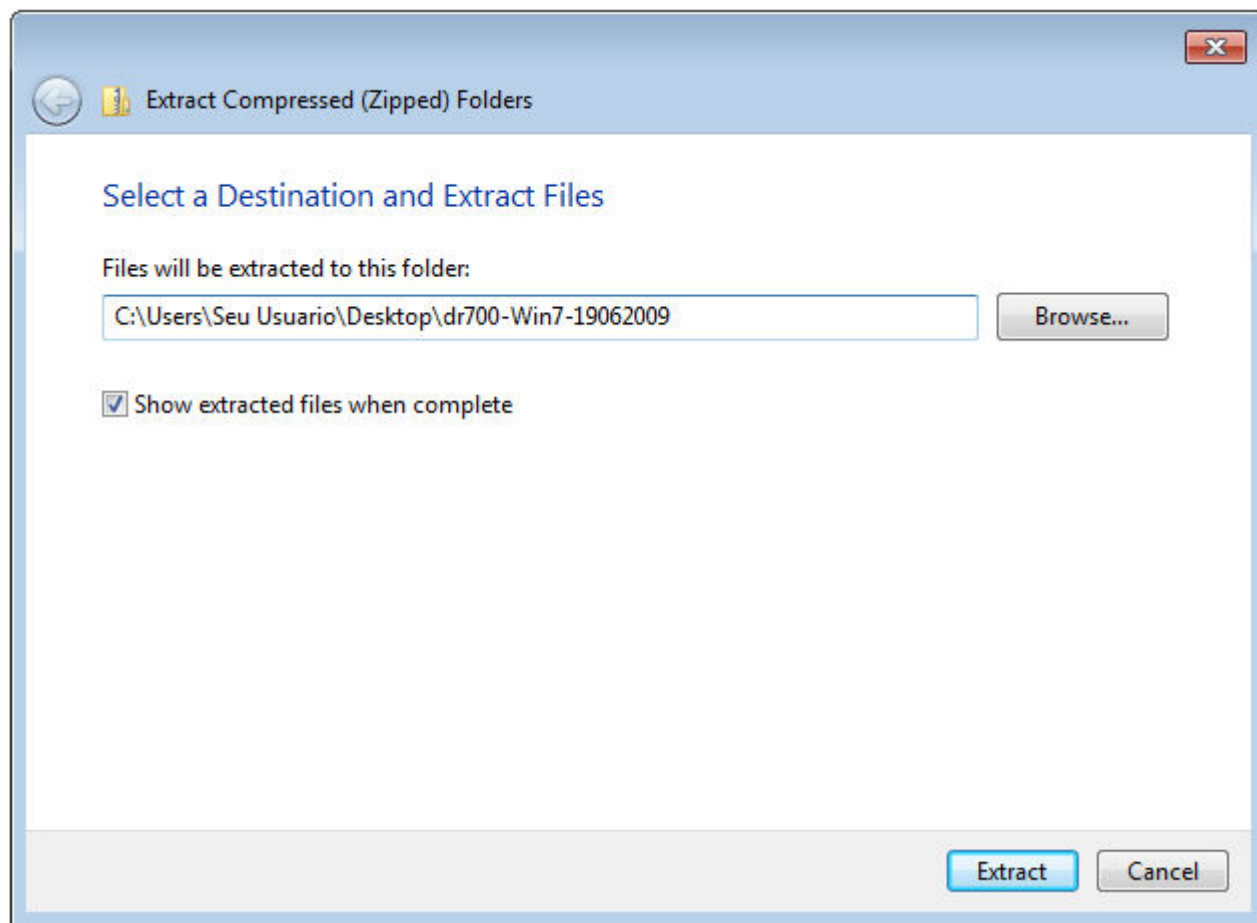 Extract Compressed (Zipped) Folders
Select a Destination and Extract Files
Files will be extracted to this folder:
C:\Users\Seu Usuario\Desktop\dr700-Win7-19062009
Browse...
Show extracted files when complete
Extract
Cancel